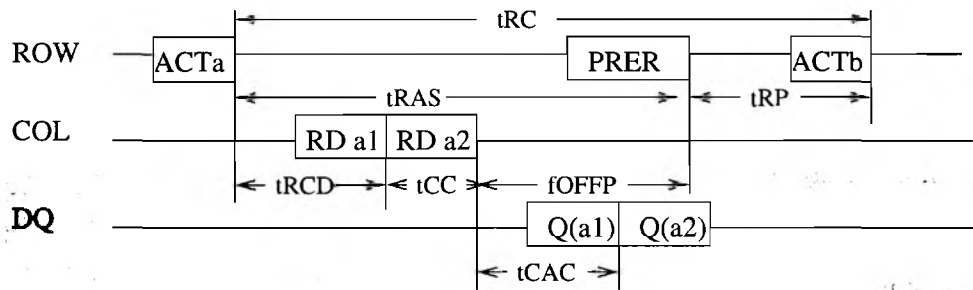 tRC
ROW ACTa PRER ACTb
tRAS tRP
COL RD a1 RD a2
tRCD tCC fOFFP
DQ Q(a1) Q(a2)
tCAC